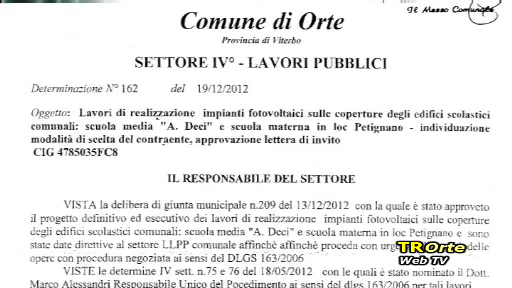 Il Messo Comunale
Comune di Orte
Provincia di Viterbo
SETTORE IV° - LAVORI PUBBLICI
Determinazione N° 162 del 19/12/2012
Oggetto: Lavori di realizzazione impianti fotovoltaici sulle coperture degli edifici scolastici
comunali: scuola media "A. Deci" e scuola materna in loc Petignano - individuazione
modalità di scelta del contraente, approvazione lettera di invito
CIG 4785035FC8
IL RESPONSABILE DEL SETTORE
VISTA la delibera di giunta municipale n.209 del 13/12/2012 con la quale è stato approveto
il progetto definitivo ed esecutivo dei lavori di realizzazione impianti fotovoltaici sulle coperture
degli edifici scolastici comunali: scuola media "A. Deci" e scuola materna in loc Petignano e sono
state date direttive al settore LLPP comunale affinchè affinchè proceda con urg delle
opere con procedura negoziata ai sensi del DLGS 163/2006
VISTE le determine IV sett. n.75 e 76 del 18/05/2012 con le quali è stato nominato il Dott.
Marco Alessandri Responsabile Unico del Pocedimento ai sensi del dlgs 163/2006 per tali lavori
TROrte
Web TV